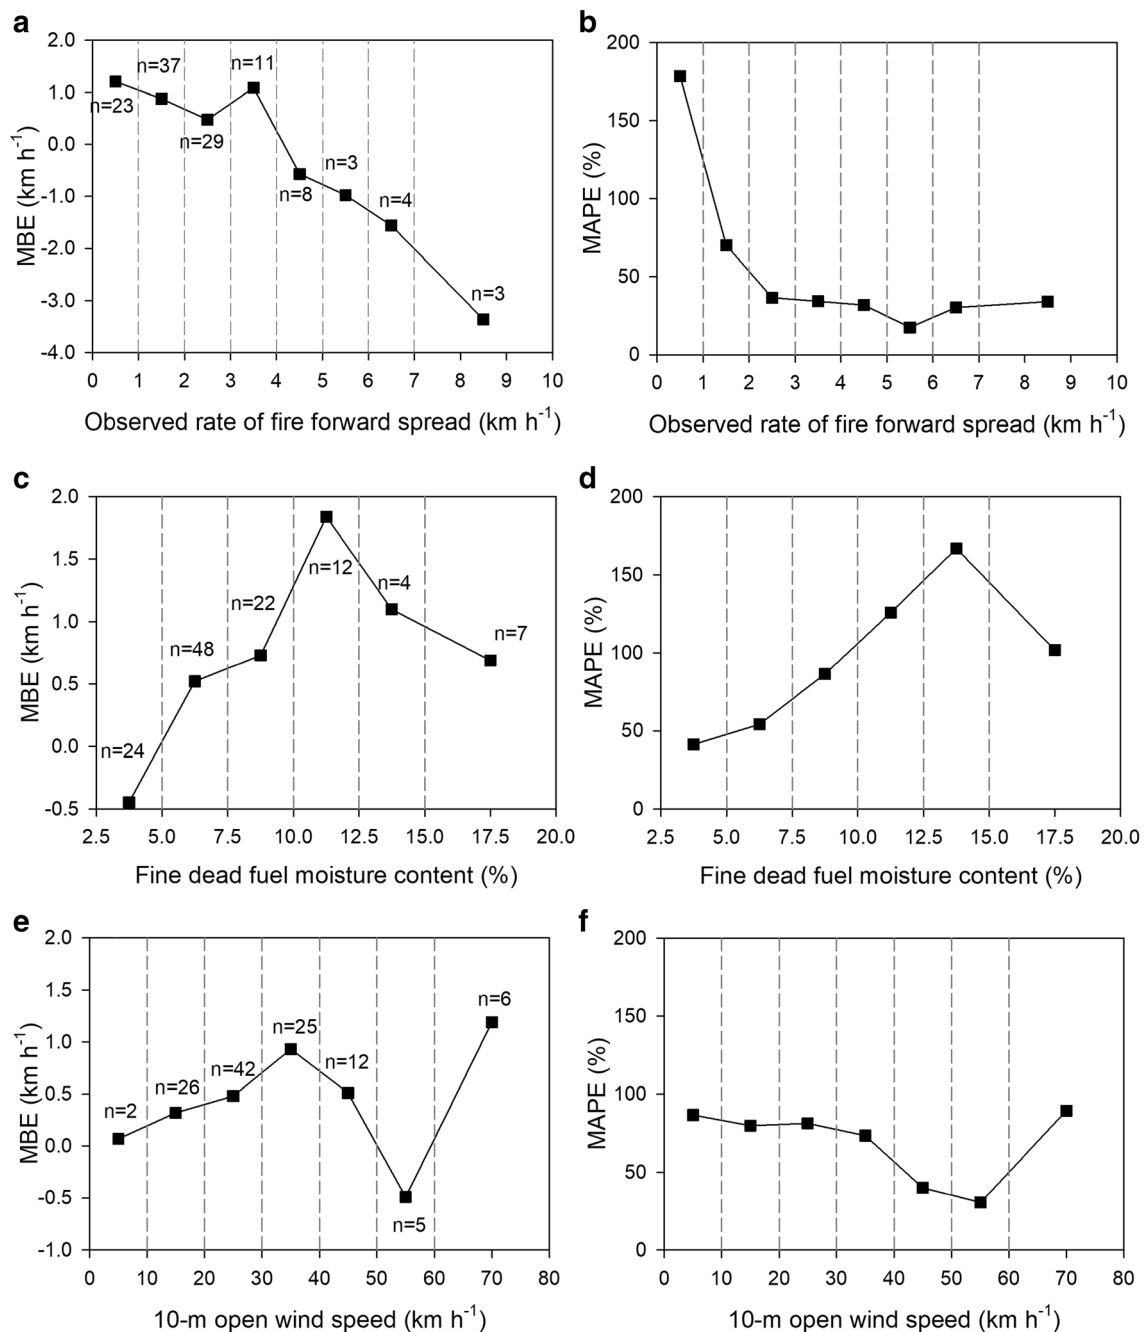 a
2.0
1.0
0.0
-1.0
-2.0
-3.0
-4.0
MBE (km h⁻¹)
n=23
n=37
n=29
n=11
n=8
n=3
n=4
n=3
0 1 2 3 4 5 6 7 8 9 10
Observed rate of fire forward spread (km h⁻¹)
b
200
150
100
50
0
MAPE (%)
0 1 2 3 4 5 6 7 8 9 10
Observed rate of fire forward spread (km h⁻¹)
c
2.0
1.5
1.0
0.5
0.0
-0.5
MBE (km h⁻¹)
n=24
n=48
n=22
n=12
n=4
n=7
2.5 5.0 7.5 10.0 12.5 15.0 17.5 20.0
Fine dead fuel moisture content (%)
d
200
150
100
50
0
MAPE (%)
2.5 5.0 7.5 10.0 12.5 15.0 17.5 20.0
Fine dead fuel moisture content (%)
e
2.0
1.5
1.0
0.5
0.0
-0.5
-1.0
MBE (km h⁻¹)
n=2
n=26
n=42
n=25
n=12
n=5
n=6
0 10 20 30 40 50 60 70 80
10-m open wind speed (km h⁻¹)
f
200
150
100
50
0
MAPE (%)
0 10 20 30 40 50 60 70 80
10-m open wind speed (km h⁻¹)